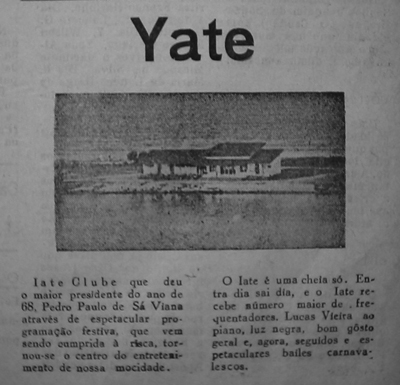 Yate
Iate Clube que deu
o maior presidente do ano de
68, Pedro Paulo de Sá Viana
através de espetacular pro-
gramação festiva, que vem
sendo cumprida à risca, tor-
nou-se o centro do entreteni-
mento de nossa mocidade.
O Iate é uma cheia só. En-
tra dia sai dia, e o Iate re-
cebe número maior de fre-
quentadores. Lucas Vieira ao
piano, luz negra, bom gôsto
geral e, agora, seguidos e es-
petaculares bailes carnava-
lescos.